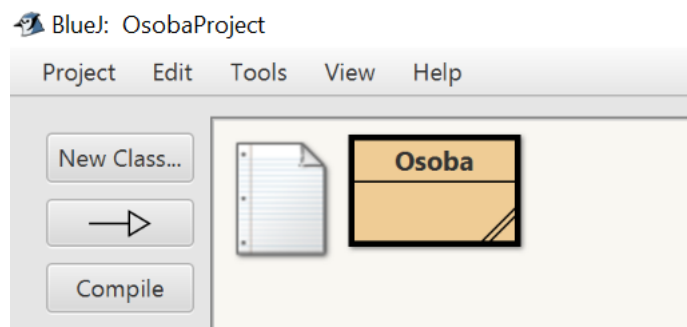 BlueJ: OsobaProject
Project Edit Tools View Help
New Class...
Osoba
Compile